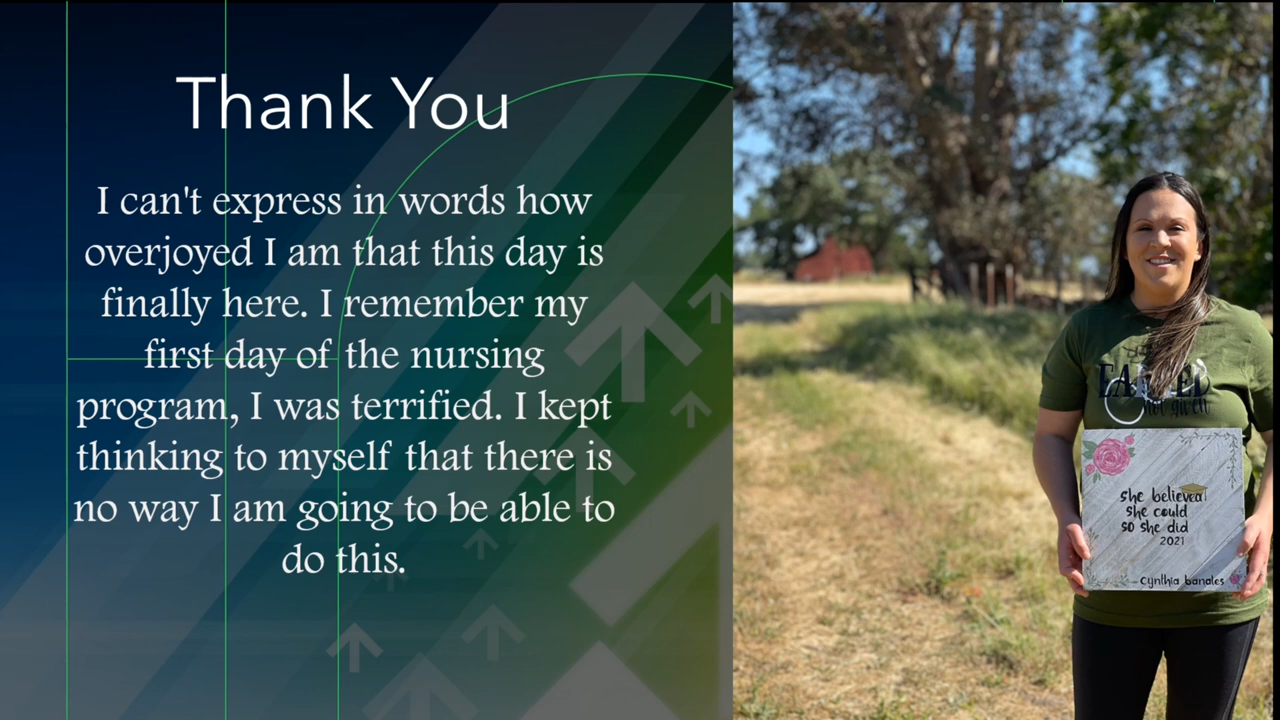 Thank You
I can't express in words how
overjoyed I am that this day is
finally here. I remember my
first day of the nursing
program, I was terrified. I kept
thinking to myself that there is
no way I am going to be able to
do this.
not given
she believed
she could
so she did
2021
Cynthia banales